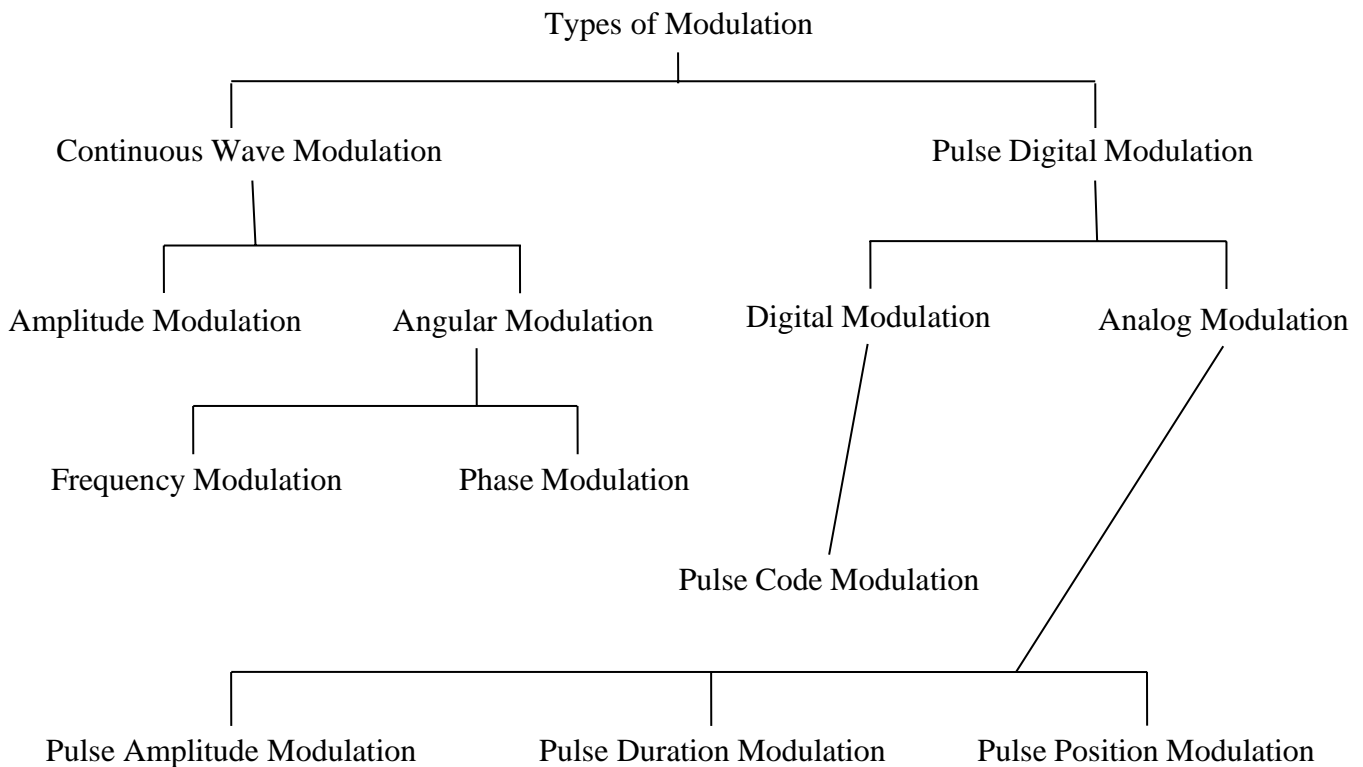 Types of Modulation
Continuous Wave Modulation
Pulse Digital Modulation
Amplitude Modulation
Angular Modulation
Digital Modulation
Analog Modulation
Frequency Modulation
Phase Modulation
Pulse Code Modulation
Pulse Amplitude Modulation
Pulse Duration Modulation
Pulse Position Modulation